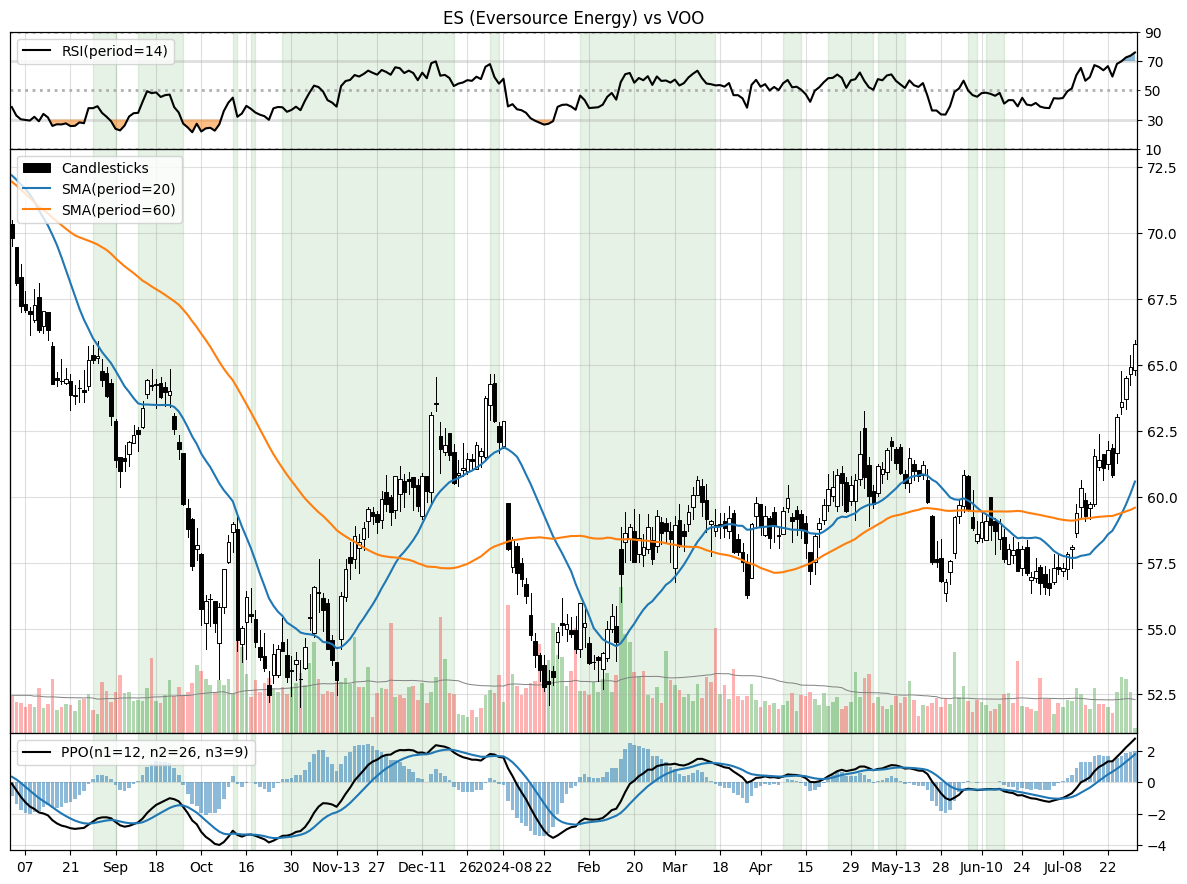 ES (Eversource Energy) vs VOO
RSI(period=14)
90
70
50
30
10
Candlesticks
SMA(period=20)
SMA(period=60)
72.5
70.0
67.5
65.0
62.5
60.0
57.5
55.0
52.5
PPO(n1=12, n2=26, n3=9)
2
0
−2
−4
07 21 Sep 18 Oct 16 30 Nov-13 27 Dec-11 26 2024-08 22 Feb 20 Mar 18 Apr 15 29 May-13 28 Jun-10 24 Jul-08 22